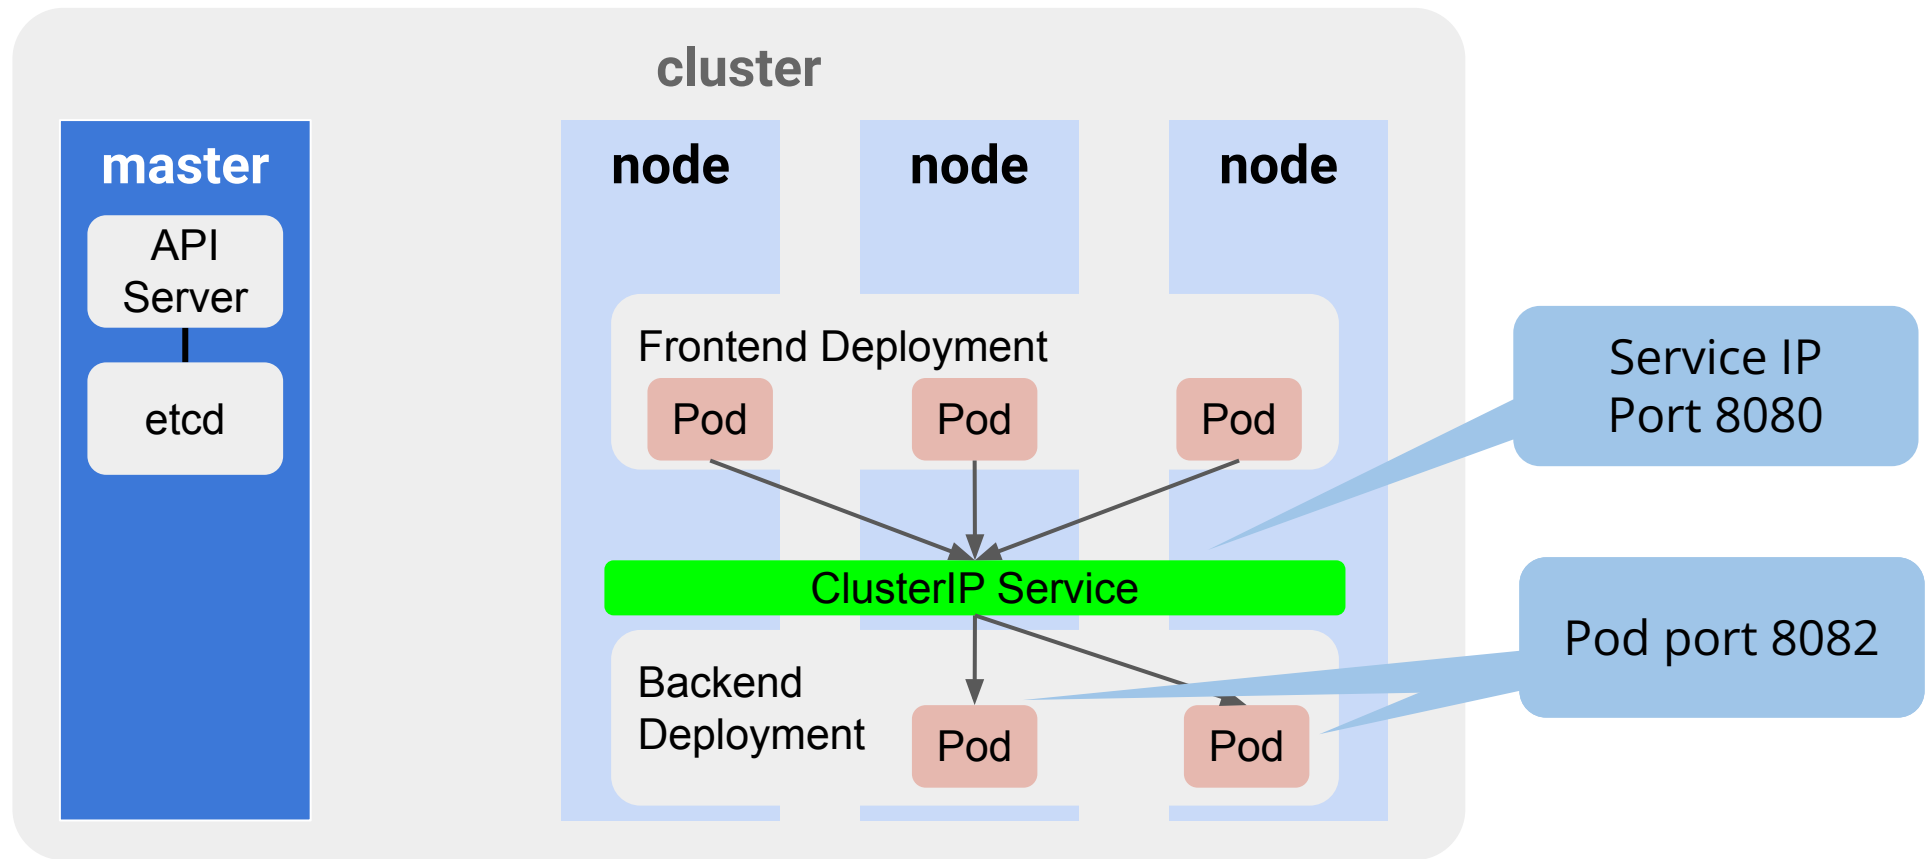 cluster
master
node
node
node
API
Server
etcd
Frontend Deployment
Pod
Pod
Pod
Service IP
Port 8080
ClusterIP Service
Pod port 8082
Backend
Deployment
Pod
Pod